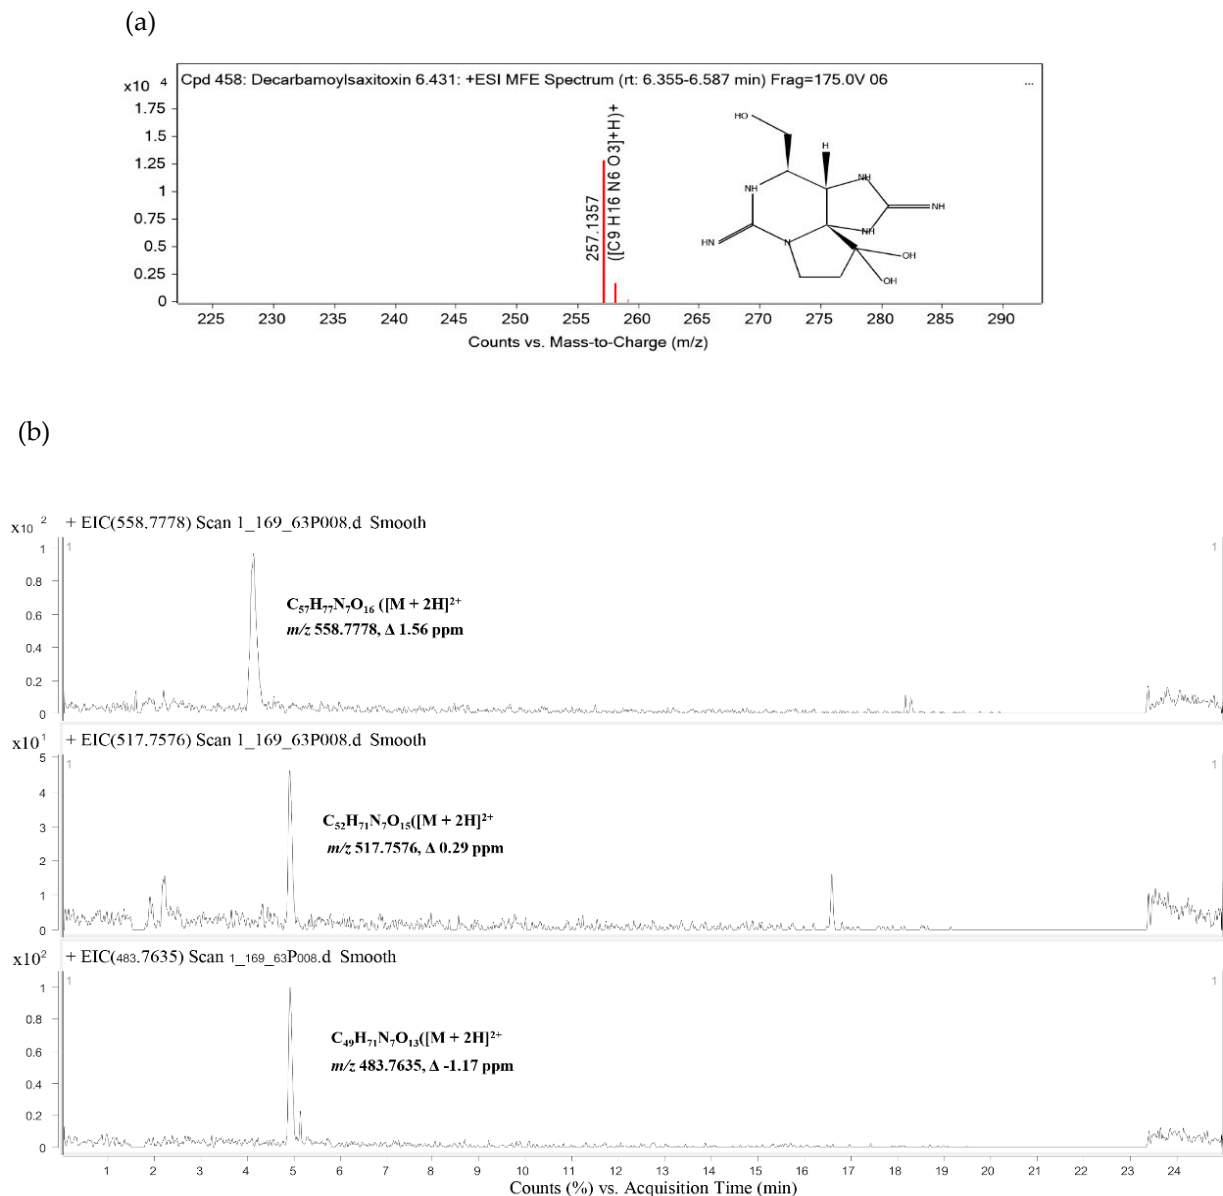 (a)
x10 4
Cpd 458: Decarbamoylsaxitoxin 6.431: +ESI MFE Spectrum (rt: 6.355-6.587 min) Frag=175.0V 06 ...
1.75
1.5
1.25
1
0.75
0.5
0.25
0
257.1357
([C9 H16 N6 O3]+H)+
HO
H
NH
NH
NH
NH
HN
N
OH
OH
225 230 235 240 245 250 255 260 265 270 275 280 285 290
Counts vs. Mass-to-Charge (m/z)
(b)
x10 2
+ EIC(558.7778) Scan 1_169_63P008.d Smooth
1 1
1
0.8
0.6
0.4
0.2
0
C57H77N7O16 ([M + 2H]2+
m/z 558.7778, Δ 1.56 ppm
x10 1
+ EIC(517.7576) Scan 1_169_63P008.d Smooth
1 1
5
4
3
2
1
0
C52H71N7O15([M + 2H]2+
m/z 517.7576, Δ 0.29 ppm
x10 2
+ EIC(483.7635) Scan 1_169_63P008.d Smooth
1 1
1
0.8
0.6
0.4
0.2
0
C49H71N7O13([M + 2H]2+
m/z 483.7635, Δ -1.17 ppm
1 2 3 4 5 6 7 8 9 10 11 12 13 14 15 16 17 18 19 20 21 22 23 24
Counts (%) vs. Acquisition Time (min)